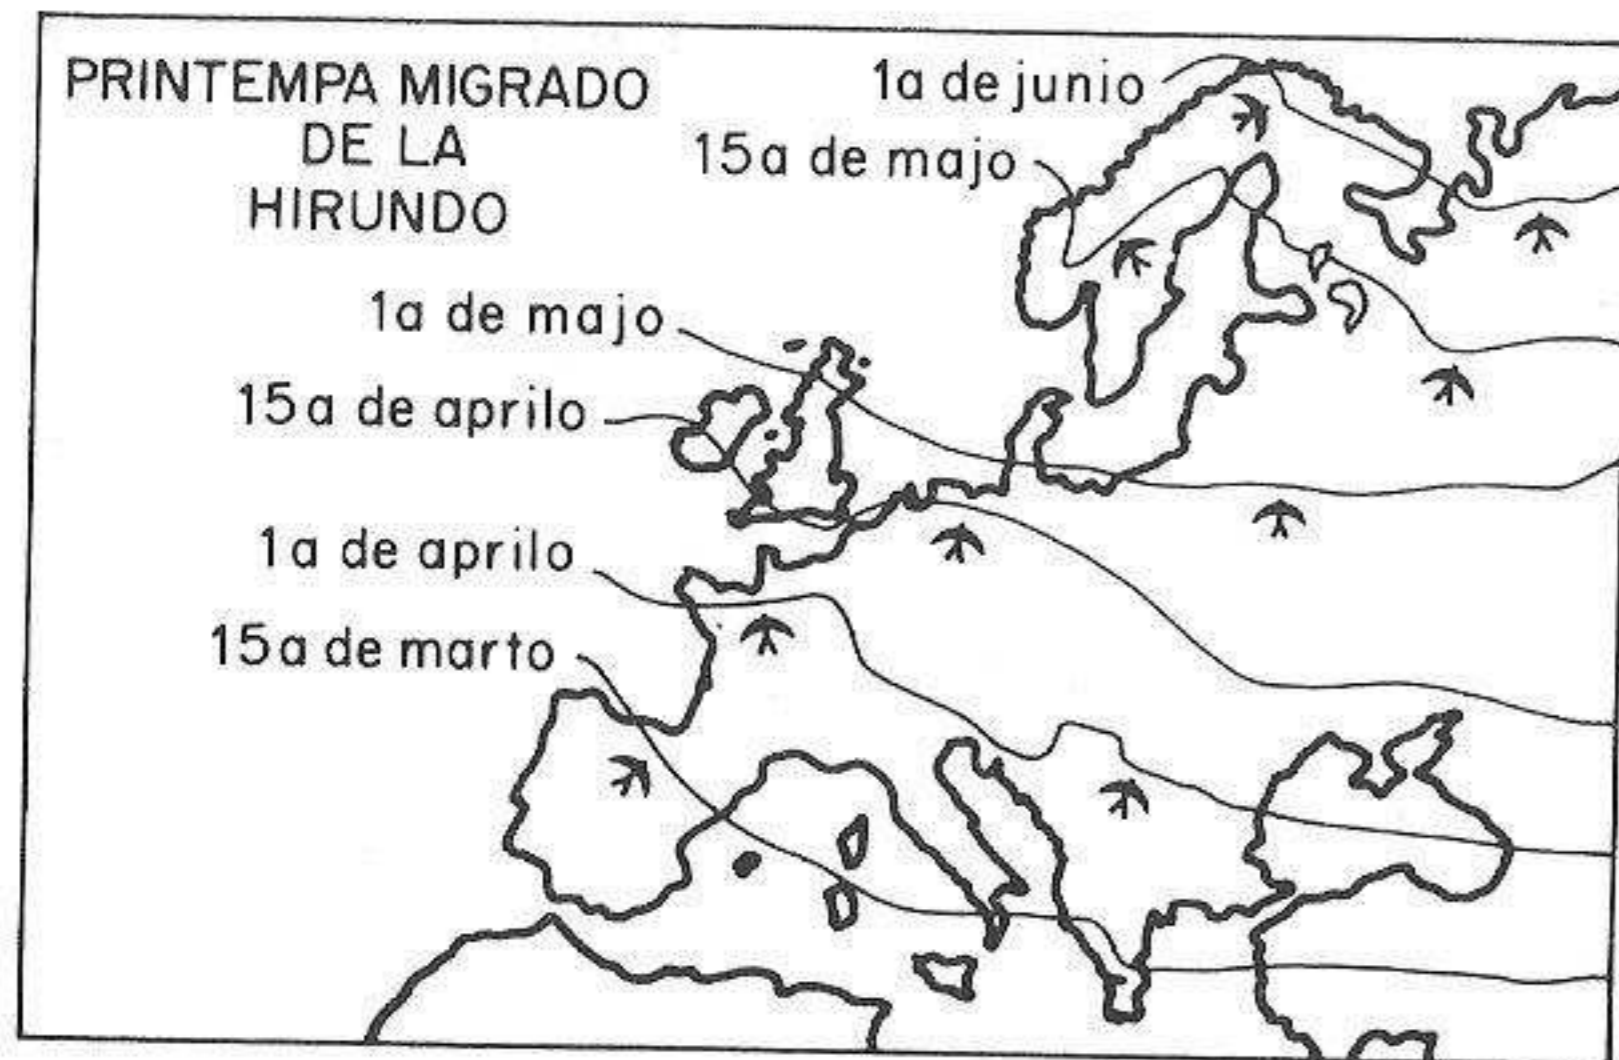 PRINTEMPA MIGRADO
DE LA
HIRUNDO
1a de junio
15a de majo
1a de majo
15a de aprilo
1a de aprilo
15a de marto